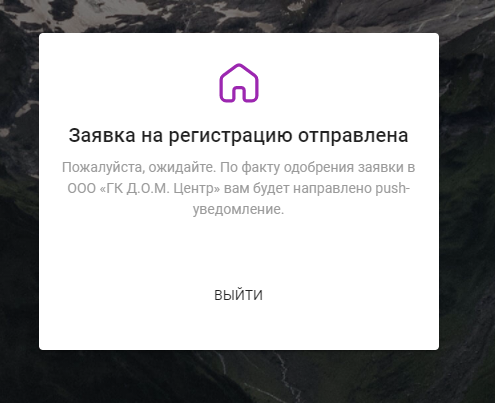 Заявка на регистрацию отправлена
Пожалуйста, ожидайте. По факту одобрения заявки в
ООО «ГК Д.О.М. Центр» вам будет направлено push-
уведомление.
ВЫЙТИ